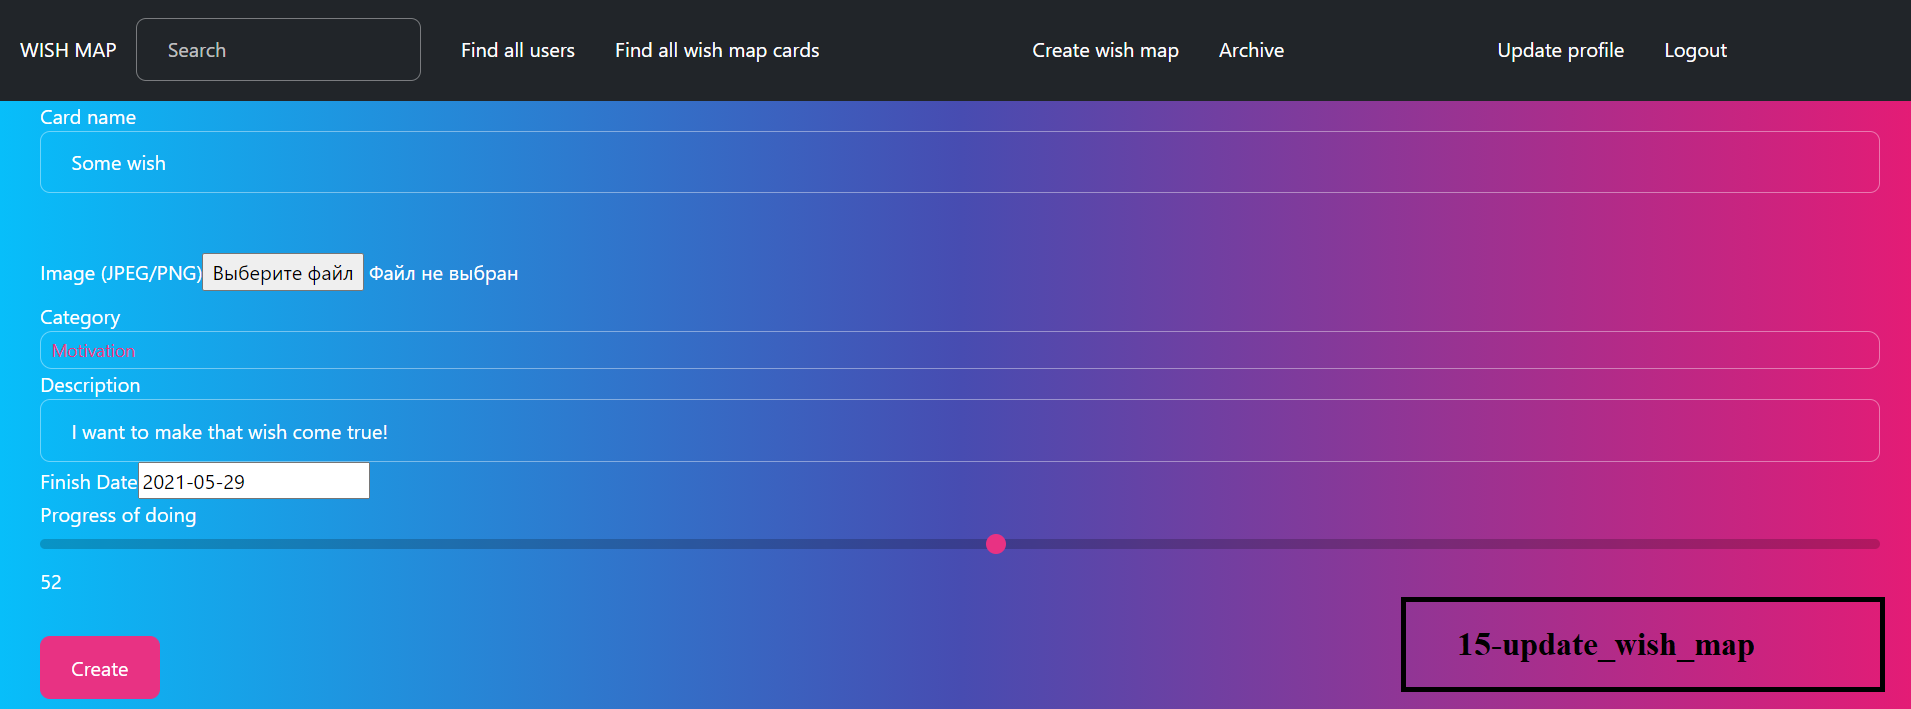 WISH MAP Search Find all users Find all wish map cards Create wish map Archive Update profile Logout
Card name
Some wish
Image (JPEG/PNG) Выберите файл Файл не выбран
Category
Motivation
Description
I want to make that wish come true!
Finish Date 2021-05-29
Progress of doing
52
15-update_wish_map
Create